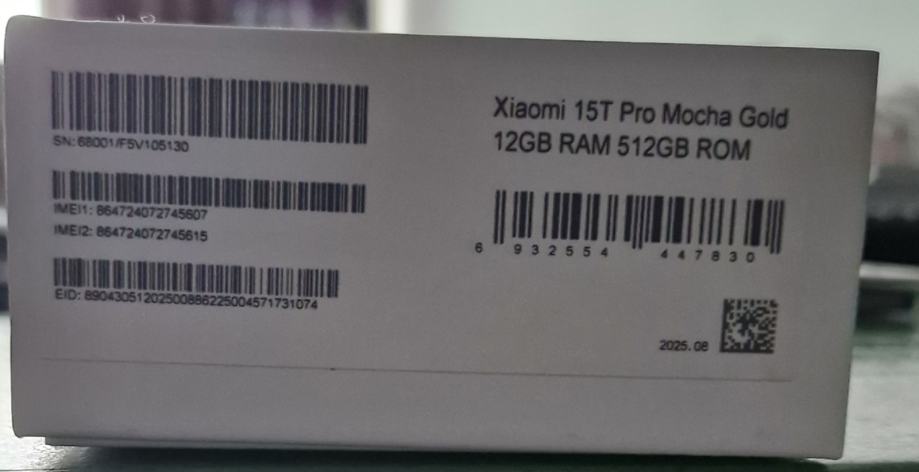 SN: 68001/F5V105130
IMEI1: 864724072745607
IMEI2: 864724072745615
EID: 89043051202500886225004571731074
Xiaomi 15T Pro Mocha Gold
12GB RAM 512GB ROM
6 932554 447830
2025.08